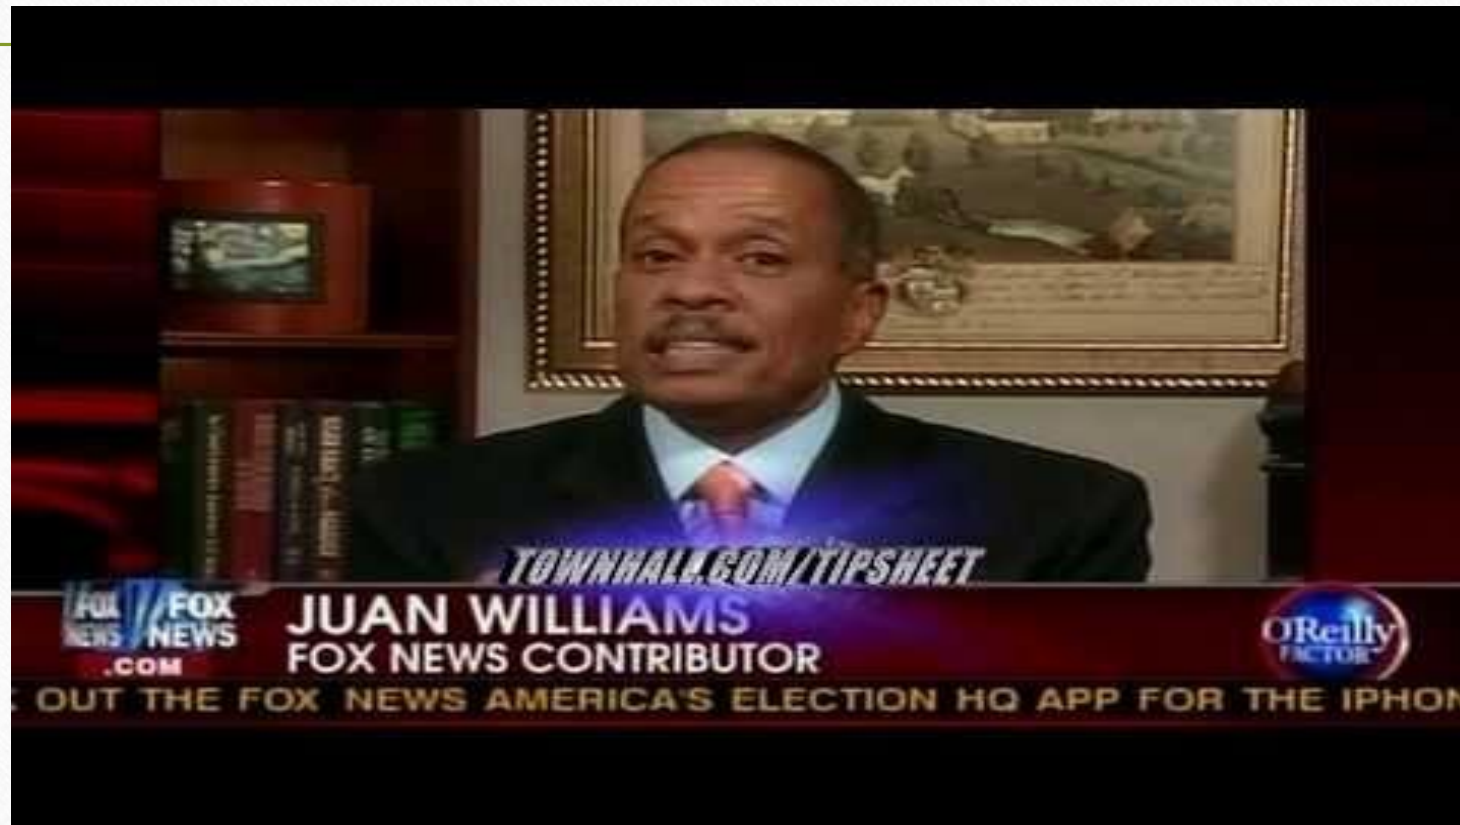 TOWNHALL.COM/TIPSHEET
FOX NEWS
FOX NEWS
.COM
JUAN WILLIAMS
FOX NEWS CONTRIBUTOR
O'Reilly
FACTOR
OUT THE FOX NEWS AMERICA'S ELECTION HQ APP FOR THE